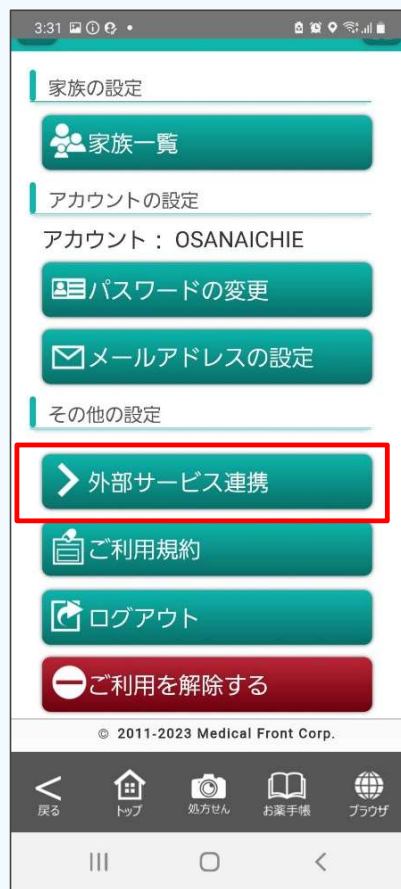 3:31
家族の設定
家族一覧
アカウントの設定
アカウント： OSANAICHIE
パスワードの変更
メールアドレスの設定
その他の設定
外部サービス連携
ご利用規約
ログアウト
ご利用を解除する
© 2011-2023 Medical Front Corp.
戻る トップ 処方せん お薬手帳 ブラウザ